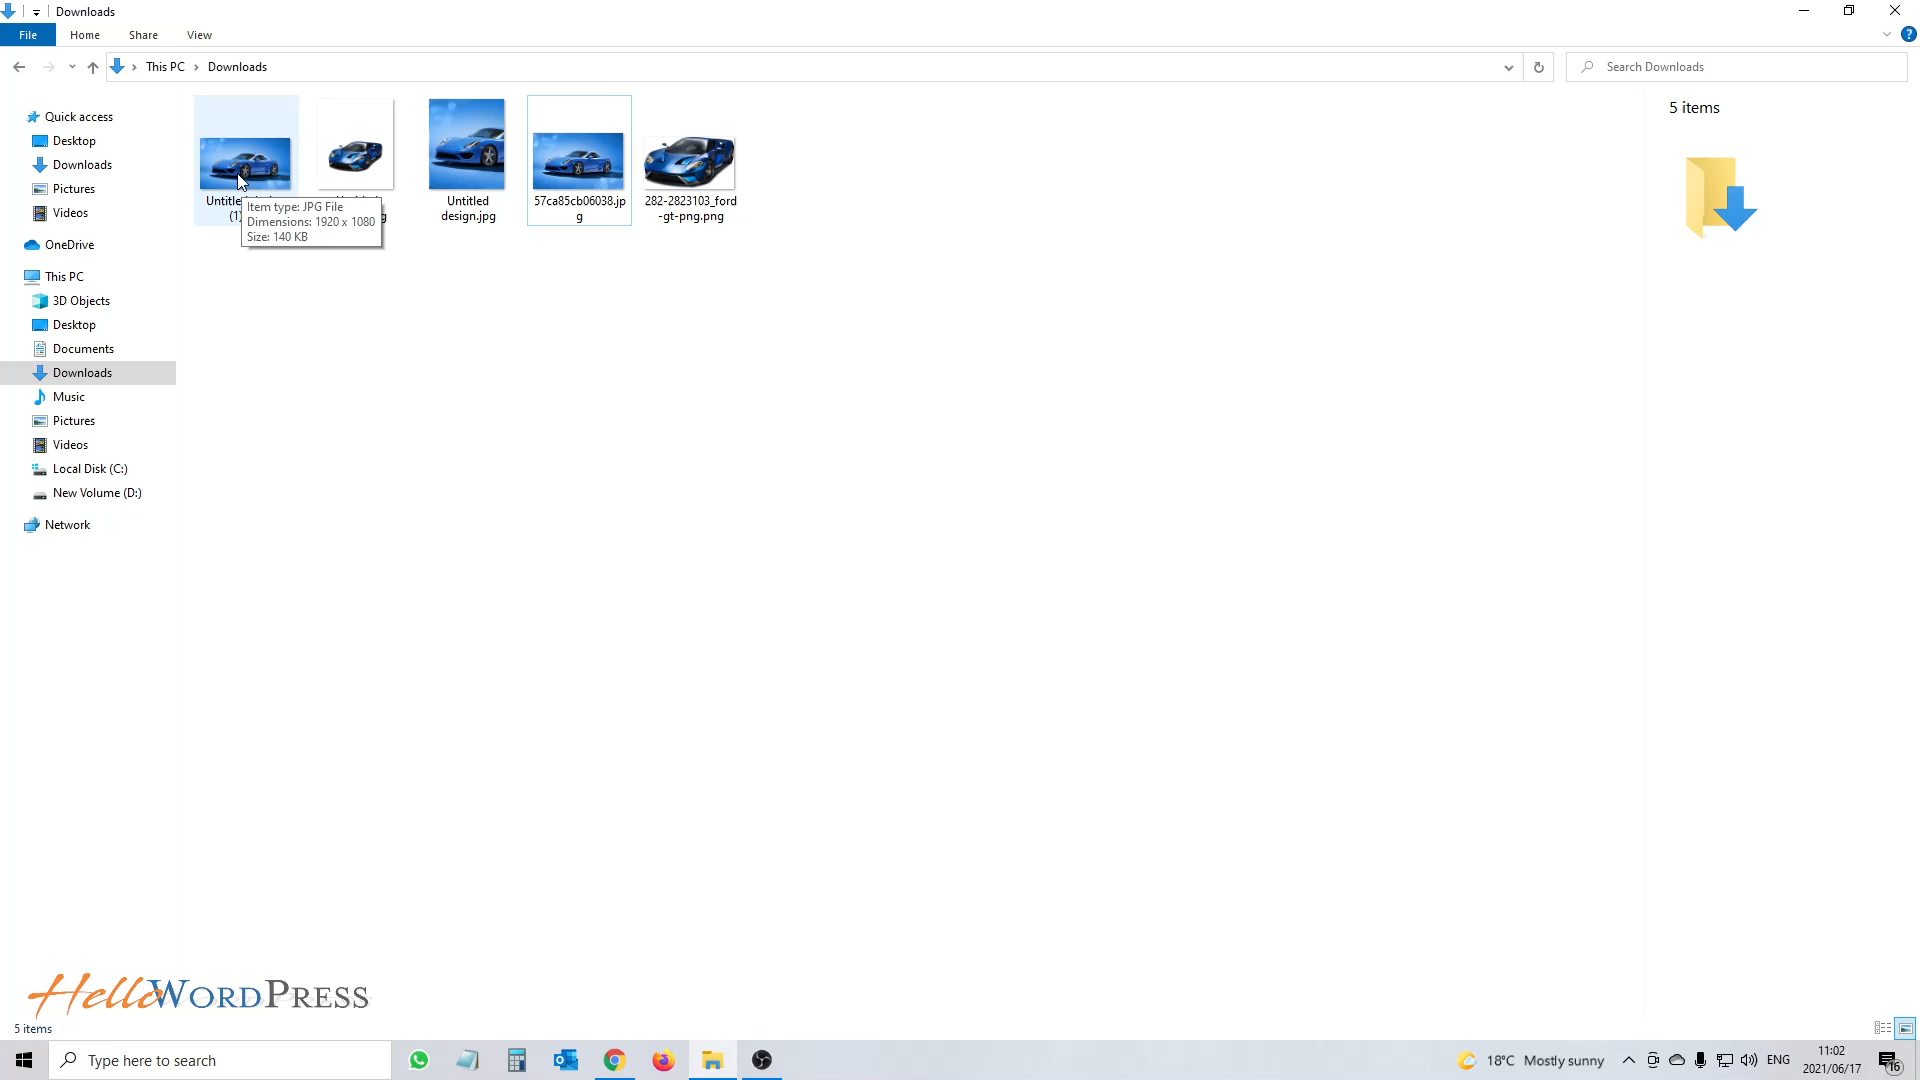 Downloads
File Home Share View
This PC Downloads
Search Downloads
Quick access
Desktop
Downloads
Pictures
Videos
OneDrive
This PC
3D Objects
Desktop
Documents
Downloads
Music
Pictures
Videos
Local Disk (C:)
New Volume (D:)
Network
(1)
Item type: JPG File
Dimensions: 1920 x 1080
Size: 140 KB
Untitled
design.jpg
57ca85cb06038.jp
g
282-2823103_ford
-gt-png.png
5 items
HelloWordPress
5 items
Type here to search
18°C Mostly sunny
ENG
11:02
2021/06/17
16